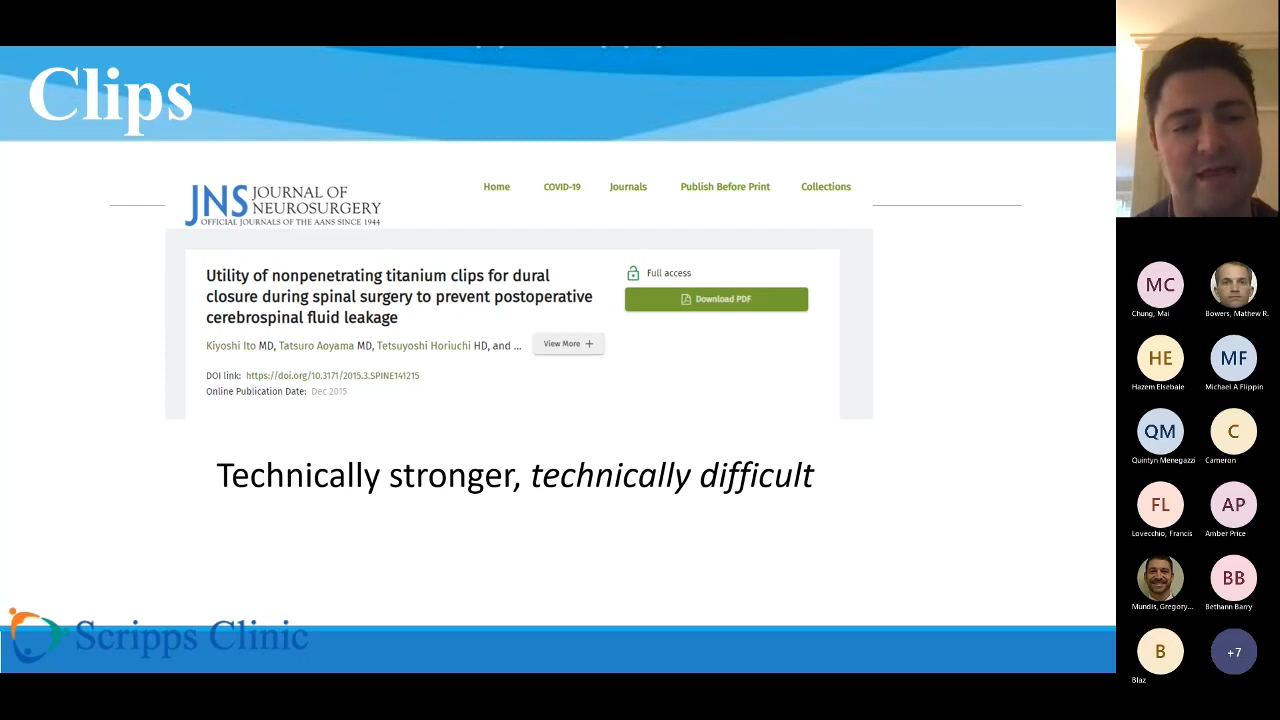 Clips
JNS JOURNAL OF
NEUROSURGERY
OFFICIAL JOURNALS OF THE AANS SINCE 1944
Home COVID-19 Journals Publish Before Print Collections
Utility of nonpenetrating titanium clips for dural
closure during spinal surgery to prevent postoperative
cerebrospinal fluid leakage
Full access
Download PDF
Kiyoshi Ito MD, Tatsuro Aoyama MD, Tetsuyoshi Horiuchi HD, and ...
View More +
DOI link: https://doi.org/10.3171/2015.3.SPINE141215
Online Publication Date: Dec 2015
Technically stronger, technically difficult
Scripps Clinic
MC
Chung, Mai
Bowers, Mathew R.
HE
Hazem Elsebaie
MF
Michael A Flippin
QM
Quintyn Menegazzi
C
Cameron
FL
Lovecchio, Francis
AP
Amber Price
Mundis, Gregory...
BB
Bethann Barry
B
Blaz
+7